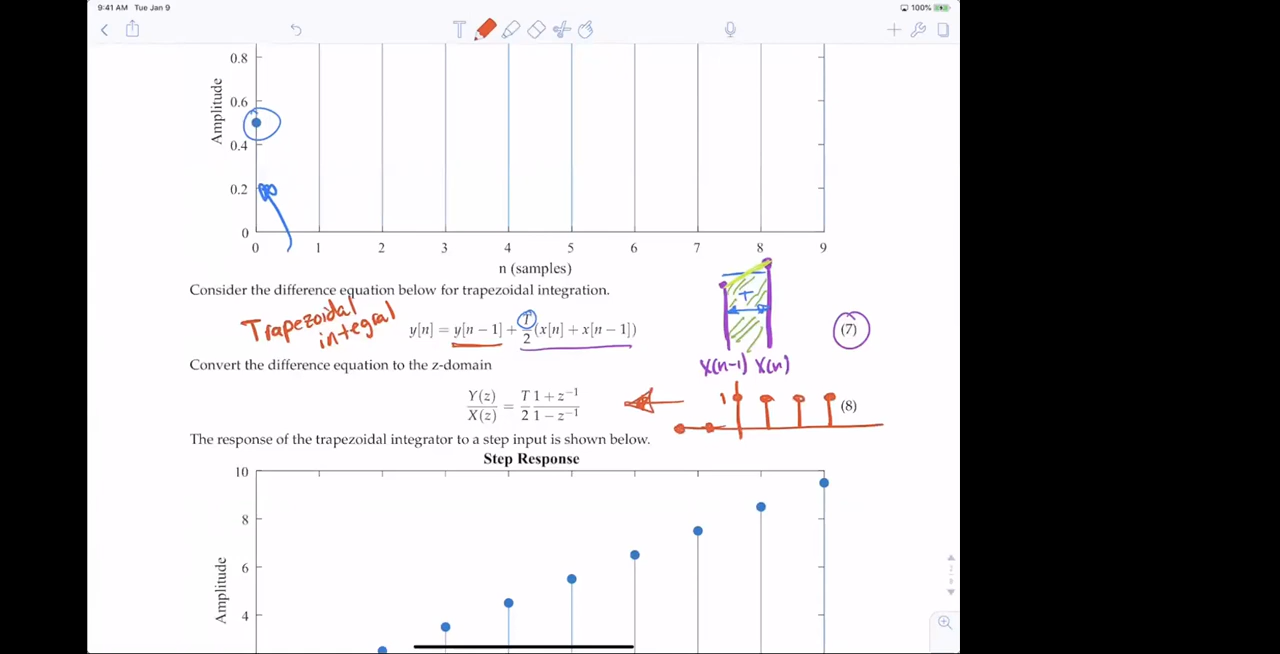 9:41 AM Tue Jan 9
100%
T
0.8
0.6
0.4
0.2
0
Amplitude
0 1 2 3 4 5 6 7 8 9
n (samples)
Consider the difference equation below for trapezoidal integration.
Trapezoidal
integral
y[n] = y[n − 1] + T/2 (x[n] + x[n − 1])
(7)
T
x(n-1) x(n)
Convert the difference equation to the z-domain
Y(z)/X(z) = T/2 (1 + z⁻¹)/(1 − z⁻¹)
1
(8)
The response of the trapezoidal integrator to a step input is shown below.
Step Response
10
8
6
4
Amplitude